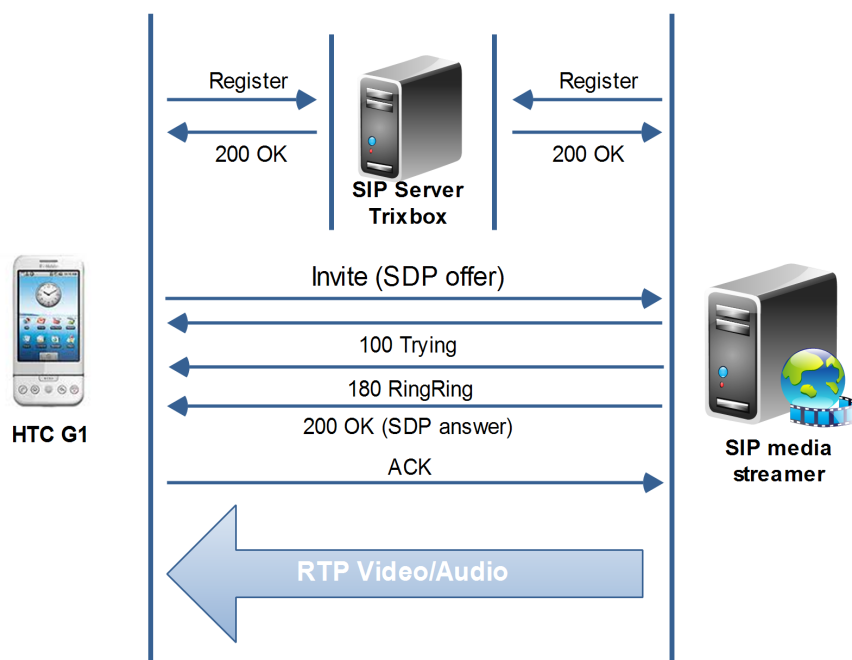 Register
Register
200 OK
200 OK
SIP Server
Trixbox
Invite (SDP offer)
100 Trying
180 RingRing
HTC G1
200 OK (SDP answer)
SIP media
streamer
ACK
RTP Video/Audio